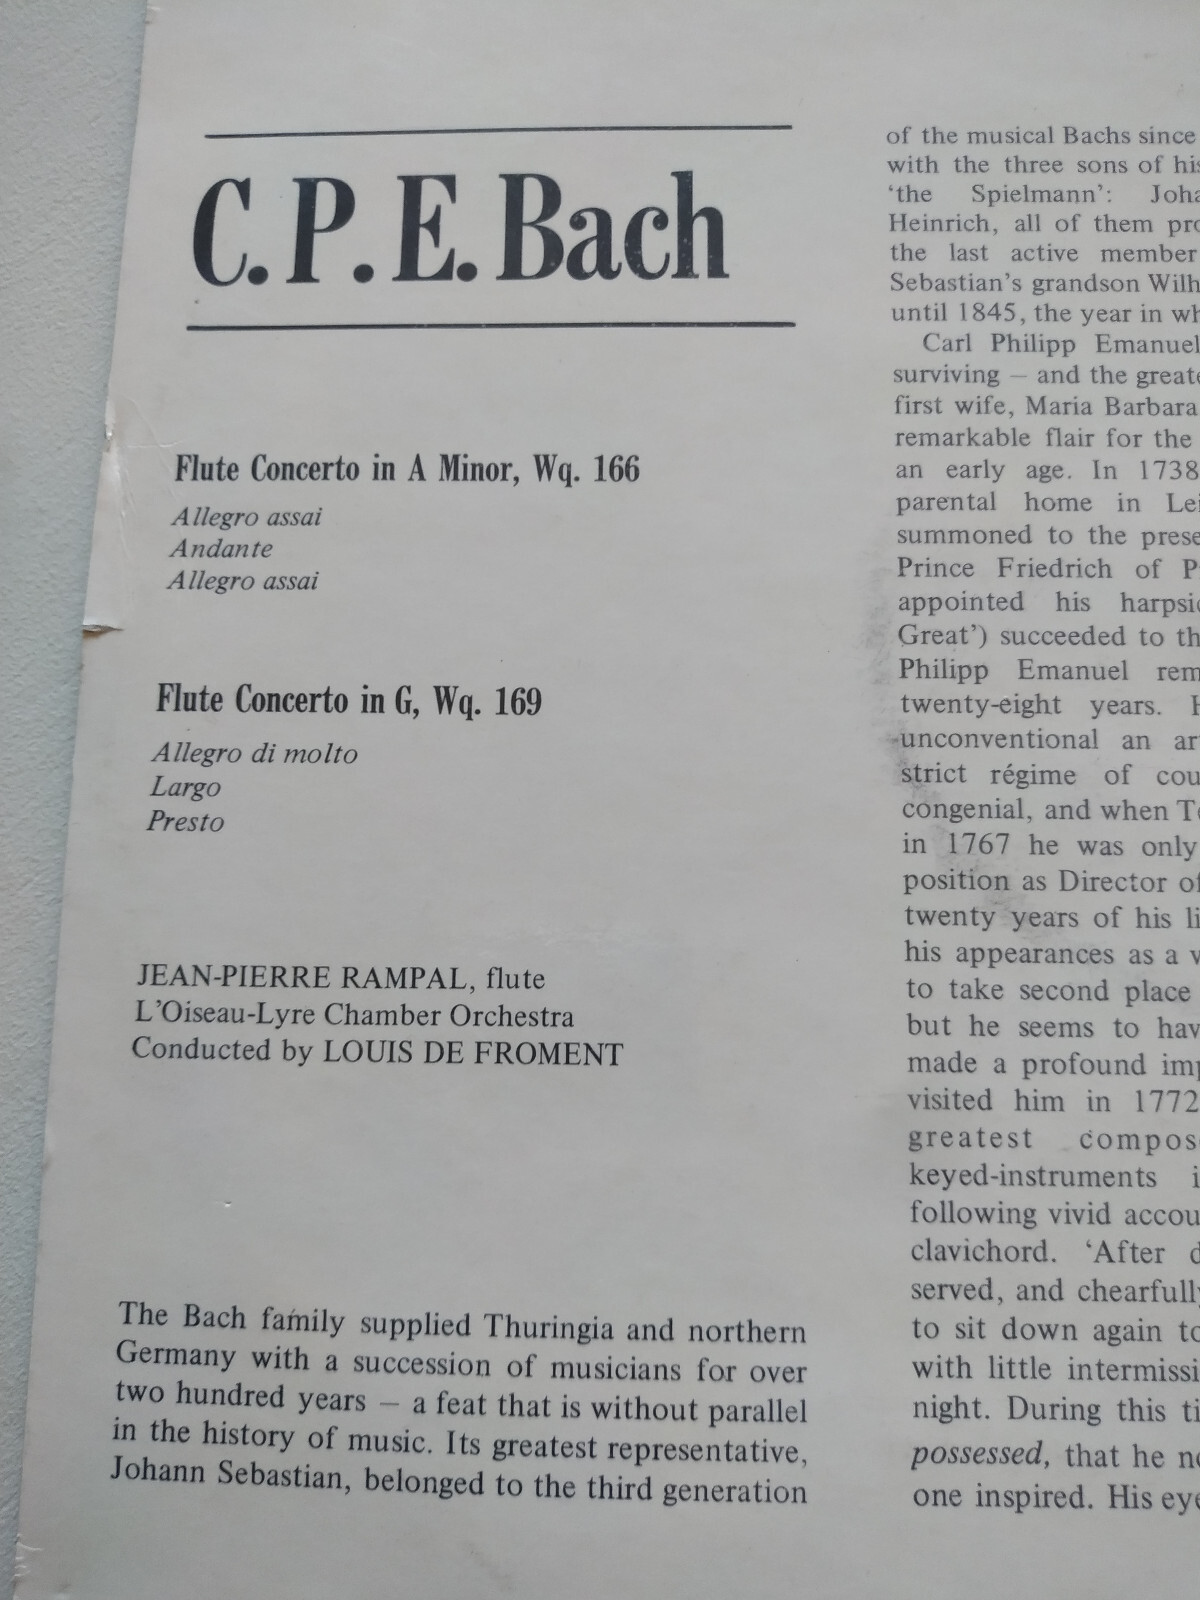 C.P.E. Bach
Flute Concerto in A Minor, Wq. 166
Allegro assai
Andante
Allegro assai
Flute Concerto in G, Wq. 169
Allegro di molto
Largo
Presto
JEAN-PIERRE RAMPAL, flute
L'Oiseau-Lyre Chamber Orchestra
Conducted by LOUIS DE FROMENT
The Bach family supplied Thuringia and northern
Germany with a succession of musicians for over
two hundred years – a feat that is without parallel
in the history of music. Its greatest representative,
Johann Sebastian, belonged to the third generation
of the musical Bachs since
with the three sons of
'the Spielmann':
Heinrich, all of them
the last active member
Sebastian's grandson
until 1845, the year in
Carl Philipp Emanuel
surviving – and the
first wife, Maria Barbara
remarkable flair for the
an early age. In 1738
parental home in
summoned to the
Prince Friedrich of
appointed his
Great') succeeded to
Philipp Emanuel
twenty-eight years.
unconventional an
strict régime of
congenial, and when
in 1767 he was only
position as Director
twenty years of his
his appearances as a
to take second place
but he seems to
made a profound
visited him in 1772
greatest
keyed-instruments
following vivid
clavichord. 'After
served, and
to sit down again
with little
night. During this
possessed, that he
one inspired. His